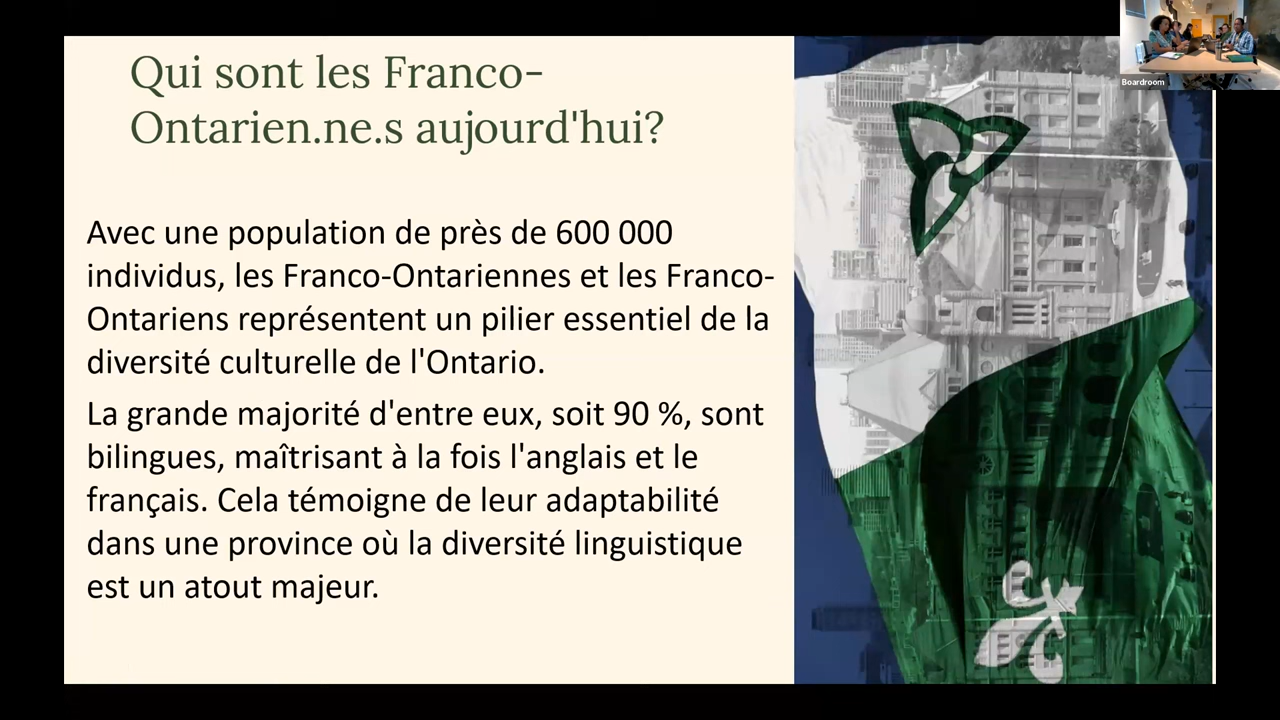 Qui sont les Franco-
Ontarien.ne.s aujourd'hui?
Avec une population de près de 600 000
individus, les Franco-Ontariennes et les Franco-
Ontariens représentent un pilier essentiel de la
diversité culturelle de l'Ontario.
La grande majorité d'entre eux, soit 90 %, sont
bilingues, maîtrisant à la fois l'anglais et le
français. Cela témoigne de leur adaptabilité
dans une province où la diversité linguistique
est un atout majeur.
Boardroom